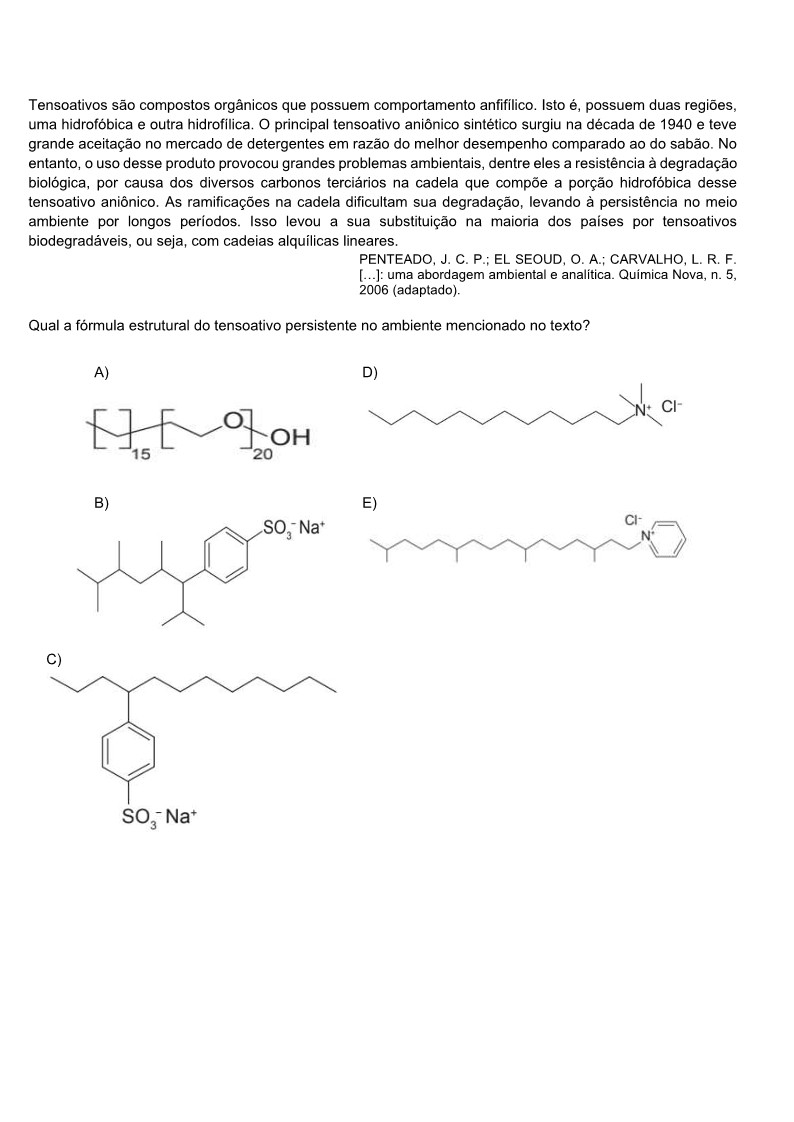 Tensoativos são compostos orgânicos que possuem comportamento anfifílico. Isto é, possuem duas regiões,
uma hidrofóbica e outra hidrofílica. O principal tensoativo aniônico sintético surgiu na década de 1940 e teve
grande aceitação no mercado de detergentes em razão do melhor desempenho comparado ao do sabão. No
entanto, o uso desse produto provocou grandes problemas ambientais, dentre eles a resistência à degradação
biológica, por causa dos diversos carbonos terciários na cadela que compõe a porção hidrofóbica desse
tensoativo aniônico. As ramificações na cadela dificultam sua degradação, levando à persistência no meio
ambiente por longos períodos. Isso levou a sua substituição na maioria dos países por tensoativos
biodegradáveis, ou seja, com cadeias alquílicas lineares.
PENTEADO, J. C. P.; EL SEOUD, O. A.; CARVALHO, L. R. F.
[...]: uma abordagem ambiental e analítica. Química Nova, n. 5,
2006 (adaptado).
Qual a fórmula estrutural do tensoativo persistente no ambiente mencionado no texto?
A)
15
O
20
OH
D)
N⁺ Cl⁻
B)
SO₃⁻ Na⁺
E)
Cl⁻
N⁺
C)
SO₃⁻ Na⁺